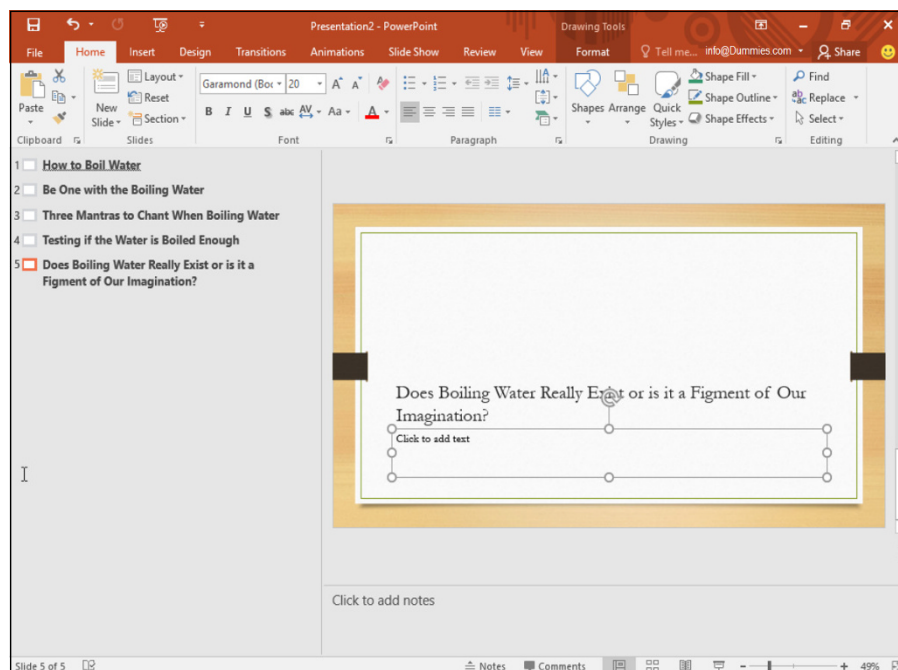 Presentation2 - PowerPoint
Drawing Tools
File Home Insert Design Transitions Animations Slide Show Review View Format Tell me... info@Dummies.com Share
Paste
New Slide
Layout
Reset
Section
Garamond (Boc 20
B I U S abc AV Aa A
Shapes Arrange Quick Styles
Shape Fill
Shape Outline
Shape Effects
Find
Replace
Select
Clipboard Slides Font Paragraph Drawing Editing
1 How to Boil Water
2 Be One with the Boiling Water
3 Three Mantras to Chant When Boiling Water
4 Testing if the Water is Boiled Enough
5 Does Boiling Water Really Exist or is it a
Figment of Our Imagination?
Does Boiling Water Really Exist or is it a Figment of Our
Imagination?
Click to add text
Click to add notes
Slide 5 of 5 Notes Comments 49%